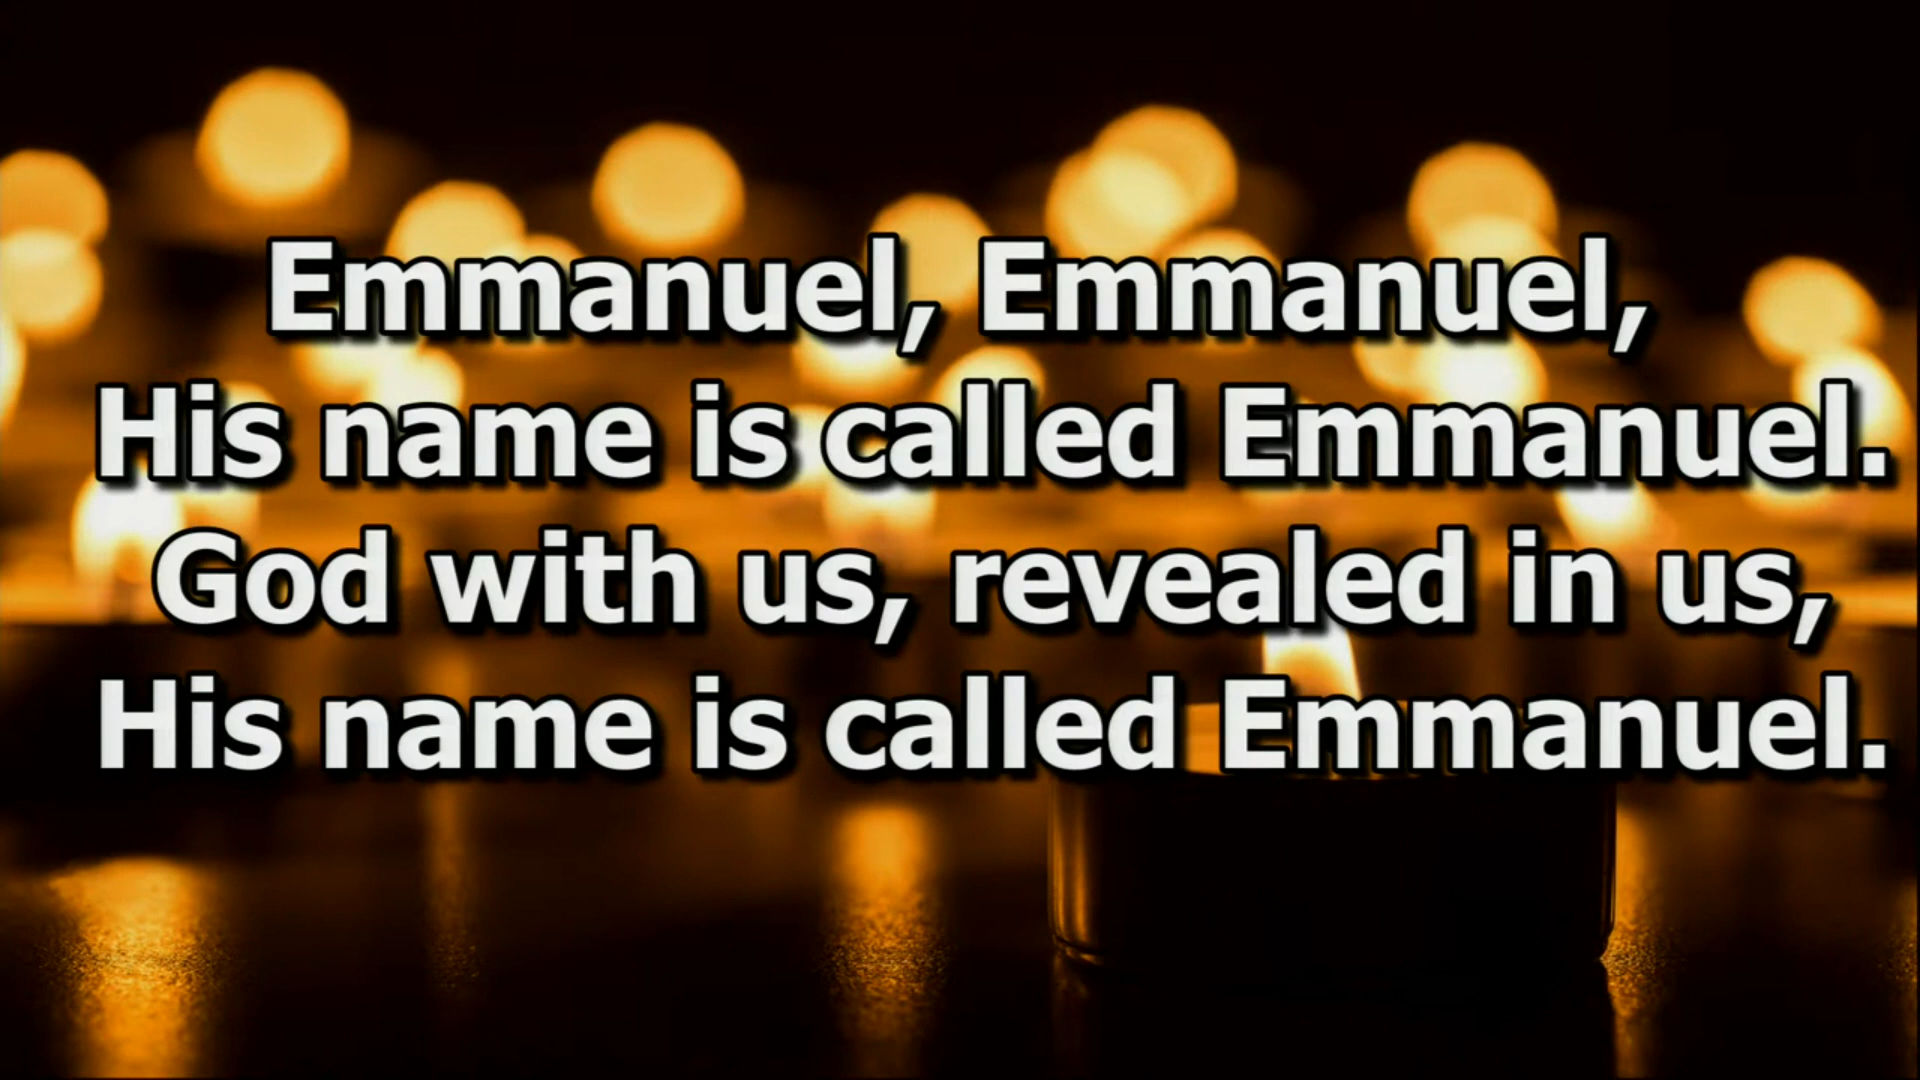 Emmanuel, Emmanuel,
His name is called Emmanuel.
God with us, revealed in us,
His name is called Emmanuel.